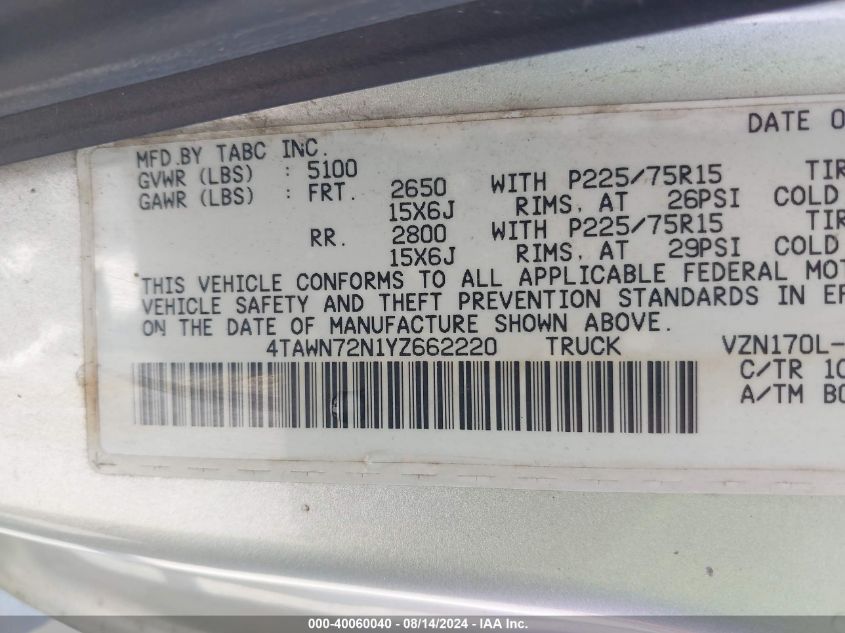 DATE O
MFD.BY TABC INC.
GVWR (LBS) : 5100
GAWR (LBS) : FRT. 2650 WITH P225/75R15 TIR
15X6J RIMS, AT 26PSI COLD
RR. 2800 WITH P225/75R15 TIR
15X6J RIMS, AT 29PSI COLD
THIS VEHICLE CONFORMS TO ALL APPLICABLE FEDERAL MOT
VEHICLE SAFETY AND THEFT PREVENTION STANDARDS IN EF
ON THE DATE OF MANUFACTURE SHOWN ABOVE.
4TAWN72N1YZ662220 TRUCK VZN170L-
C/TR 10
A/TM BO
000-40060040 - 08/14/2024 - IAA Inc.